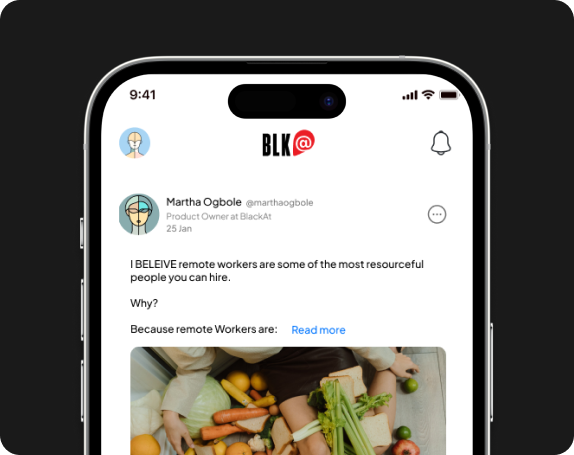 9:41
BLK@
Martha Ogbole @marthaogbole
Product Owner at BlackAt
25 Jan
I BELEIVE remote workers are some of the most resourceful
people you can hire.
Why?
Because remote Workers are: Read more